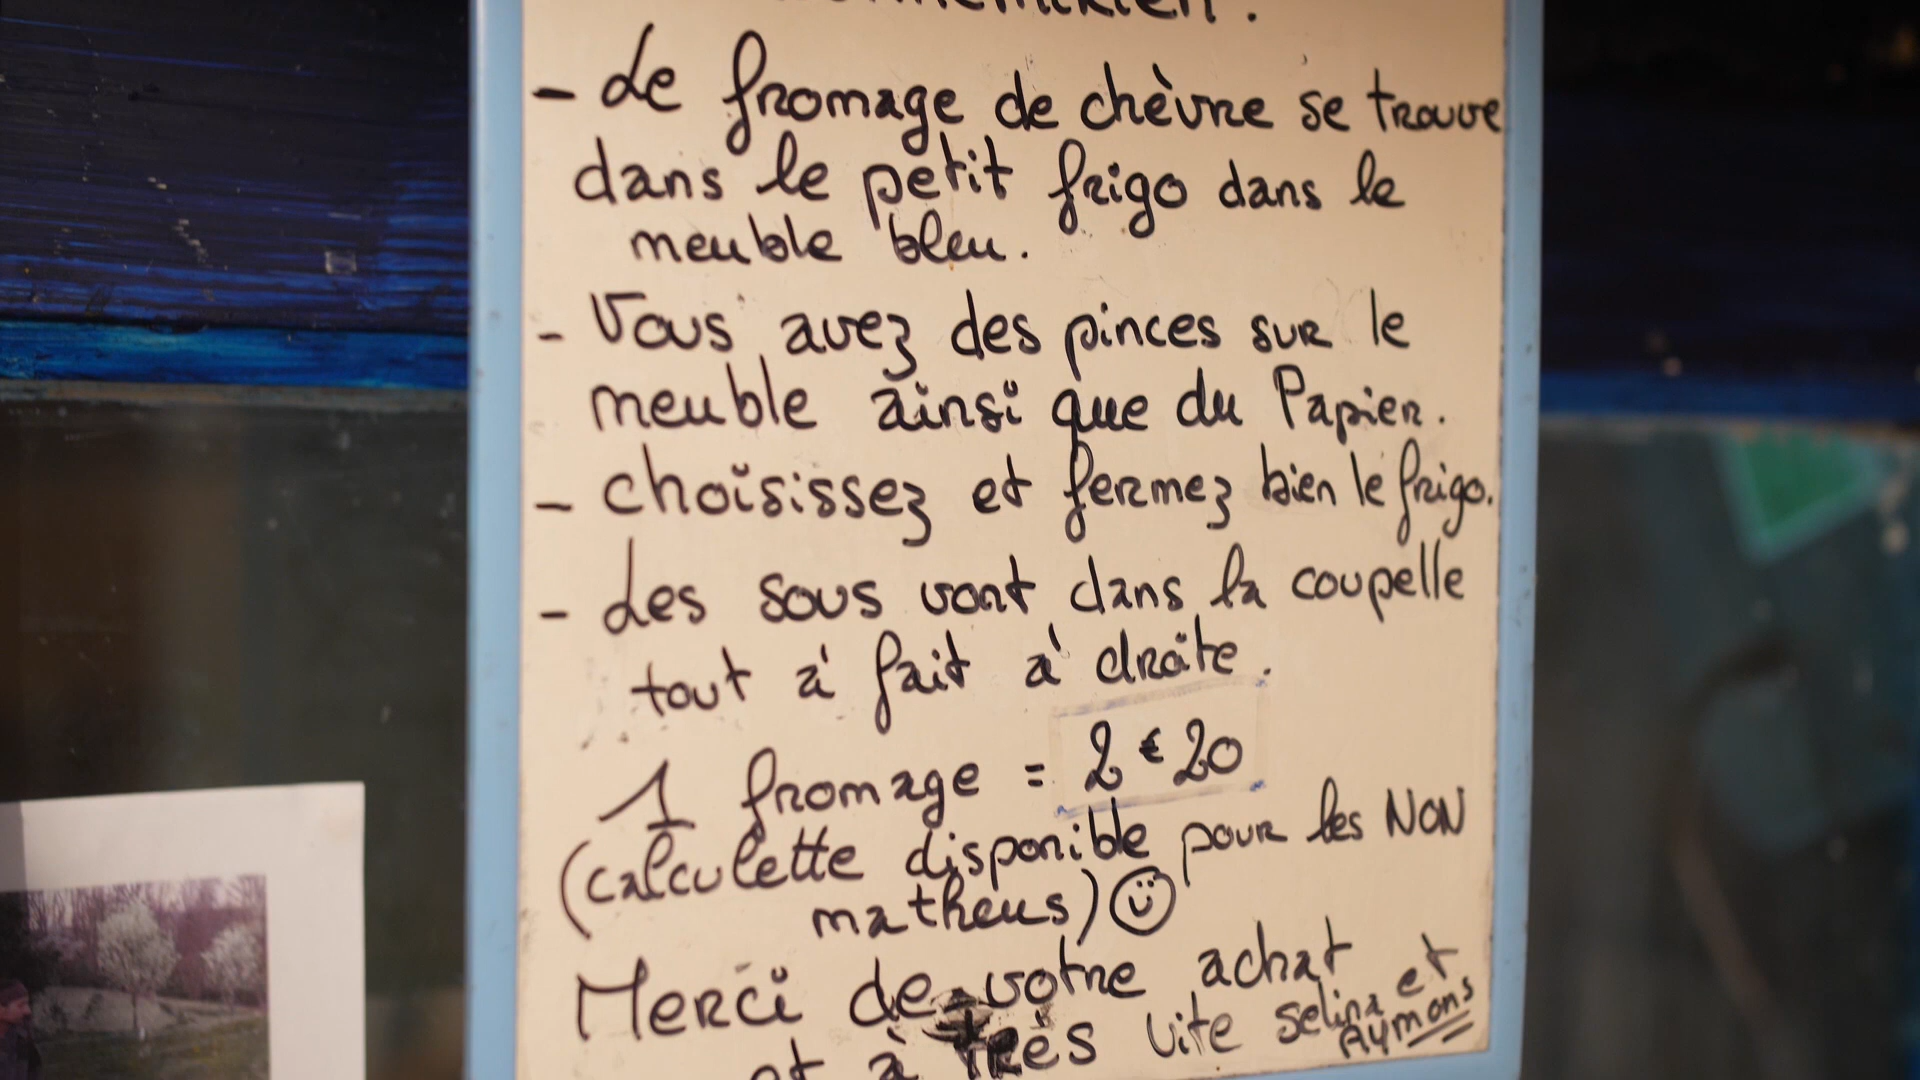 - Le fromage de chèvre se trouve
dans le petit frigo dans le
meuble bleu.
- Vous avez des pinces sur le
meuble ainsi que du Papier.
- choisissez et fermez bien le frigo.
- Les sous vont dans la coupelle
tout à fait à droite.
1 fromage = 2€20
(calculette disponible pour les NON
matheus) ☺
Merci de votre achat
et à très vite Selina et
Aymons